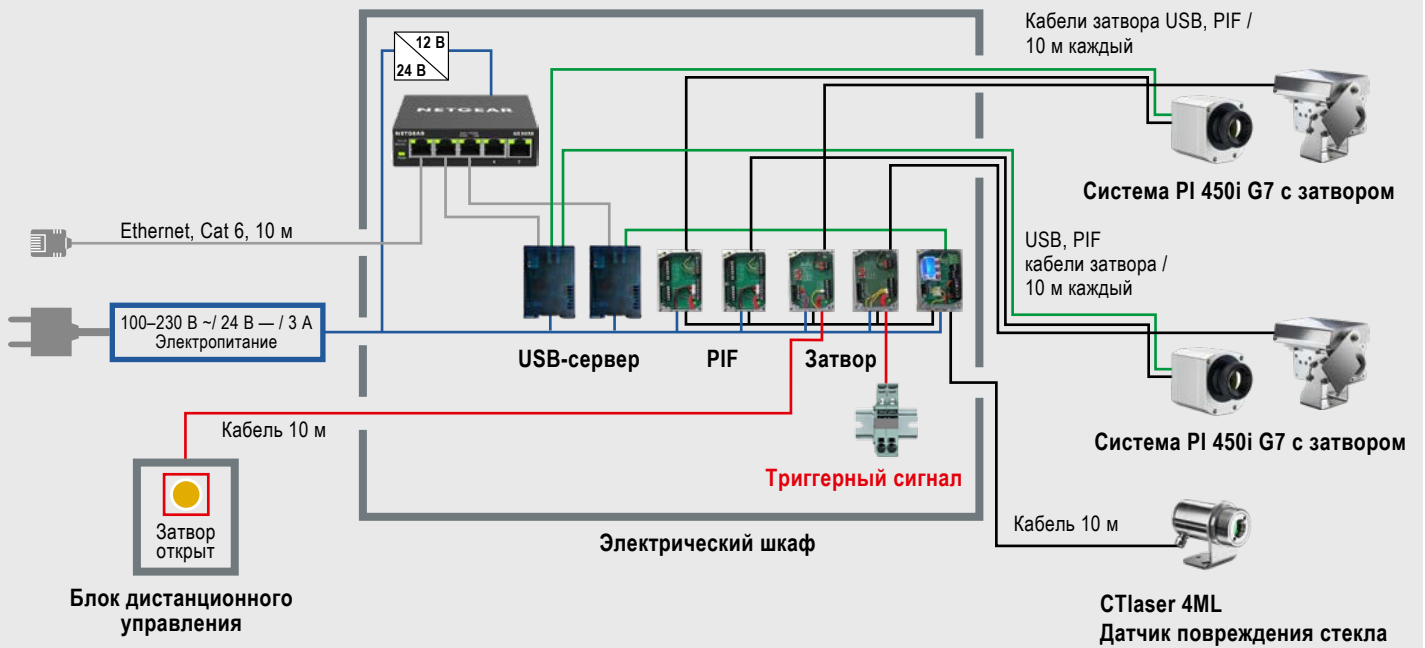 Кабели затвора USB, PIF /
10 м каждый
12 В
24 В
NETGEAR
NETGEAR
Система PI 450i G7 с затвором
Ethernet, Cat 6, 10 м
USB, PIF
кабели затвора /
10 м каждый
100–230 В ~/ 24 В — / 3 А
Электропитание
USB-сервер
PIF
Затвор
Кабель 10 м
Система PI 450i G7 с затвором
Триггерный сигнал
Затвор
открыт
Кабель 10 м
Электрический шкаф
Блок дистанционного
управления
CTlaser 4ML
Датчик повреждения стекла